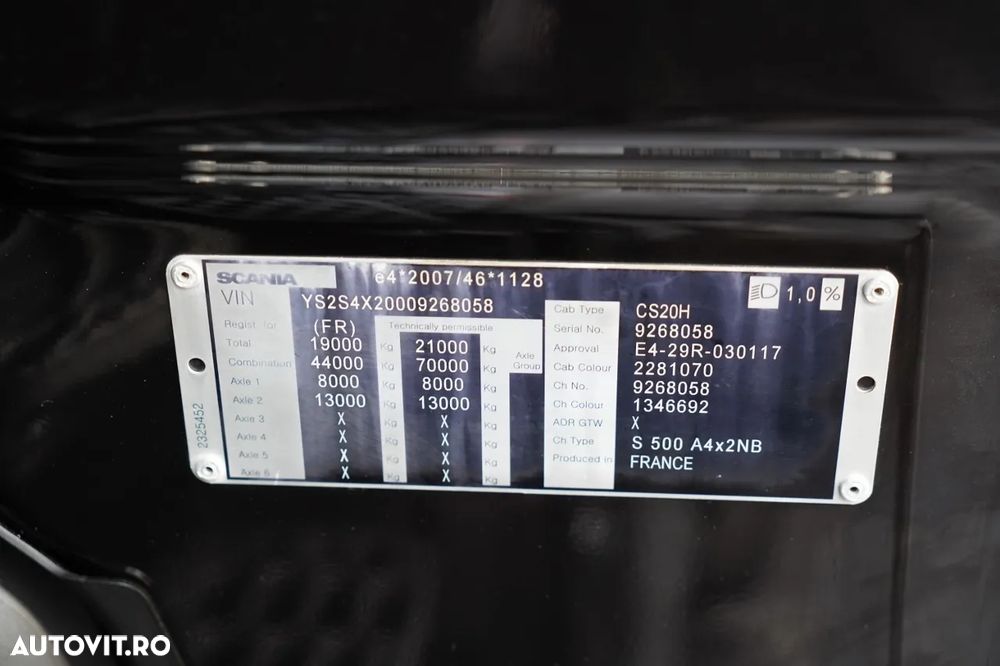 SCANIA e4*2007/46*1128
VIN YS2S4X20009268058
1,0 %
Regist. for (FR) Technically permissible
Total 19000 Kg 21000 Kg
Combination 44000 Kg 70000 Kg Axle Group
Axle 1 8000 Kg 8000 Kg
Axle 2 13000 Kg 13000 Kg
Axle 3 X Kg X Kg
Axle 4 X Kg X Kg
Axle 5 X Kg X Kg
Axle 6 X Kg X Kg
Cab Type CS20H
Serial No. 9268058
Approval E4-29R-030117
Cab Colour 2281070
Ch No. 9268058
Ch Colour 1346692
ADR GTW X
Ch Type S 500 A4x2NB
Produced in FRANCE
2325452
AUTOVIT.RO